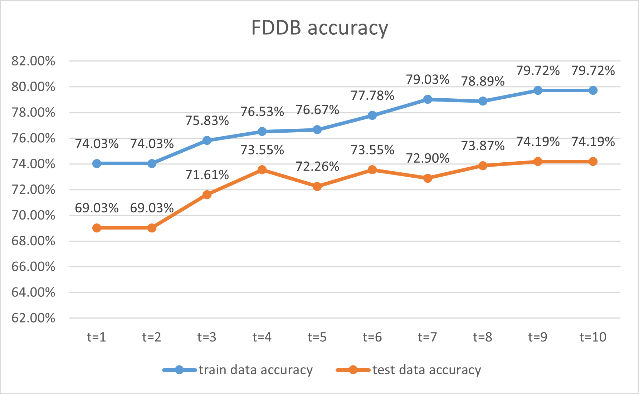 FDDB accuracy
82.00%
80.00%
78.00%
76.00%
74.00%
72.00%
70.00%
68.00%
66.00%
64.00%
62.00%
74.03% 74.03% 75.83% 76.53% 76.67% 77.78% 79.03% 78.89% 79.72% 79.72%
69.03% 69.03% 71.61% 73.55% 72.26% 73.55% 72.90% 73.87% 74.19% 74.19%
t=1 t=2 t=3 t=4 t=5 t=6 t=7 t=8 t=9 t=10
train data accuracy test data accuracy